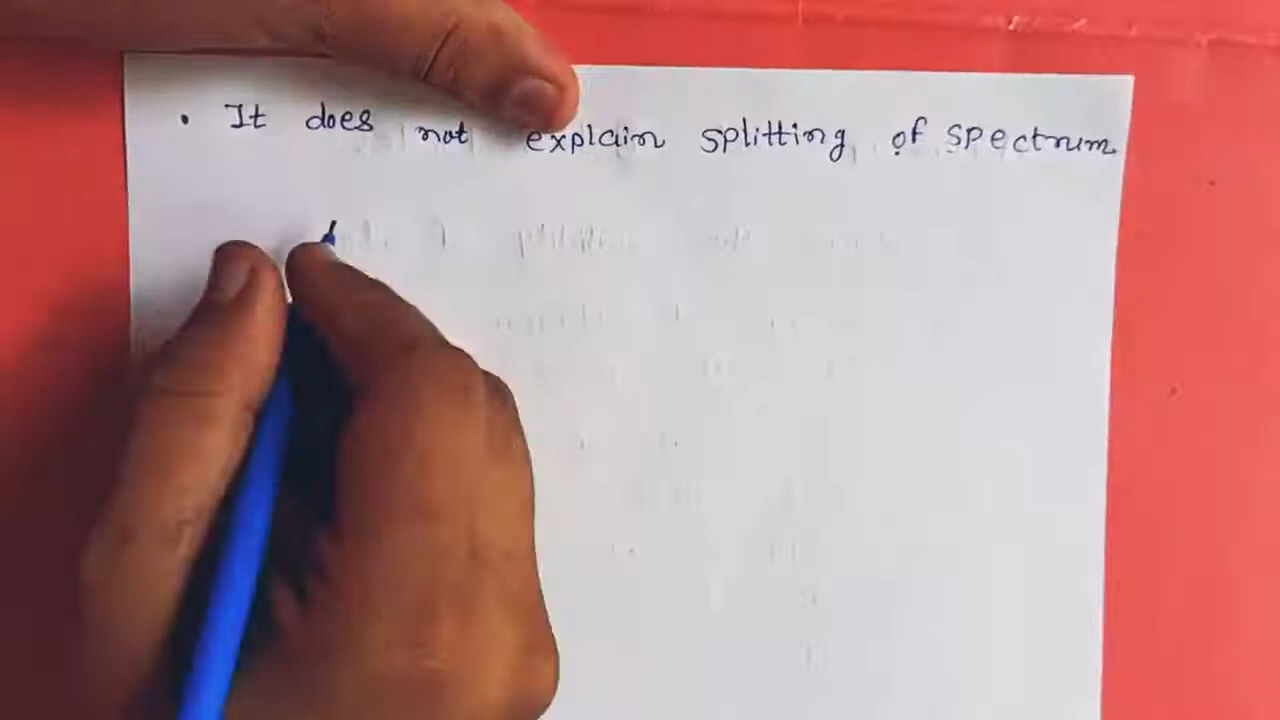 • It does not explain splitting of spectrum